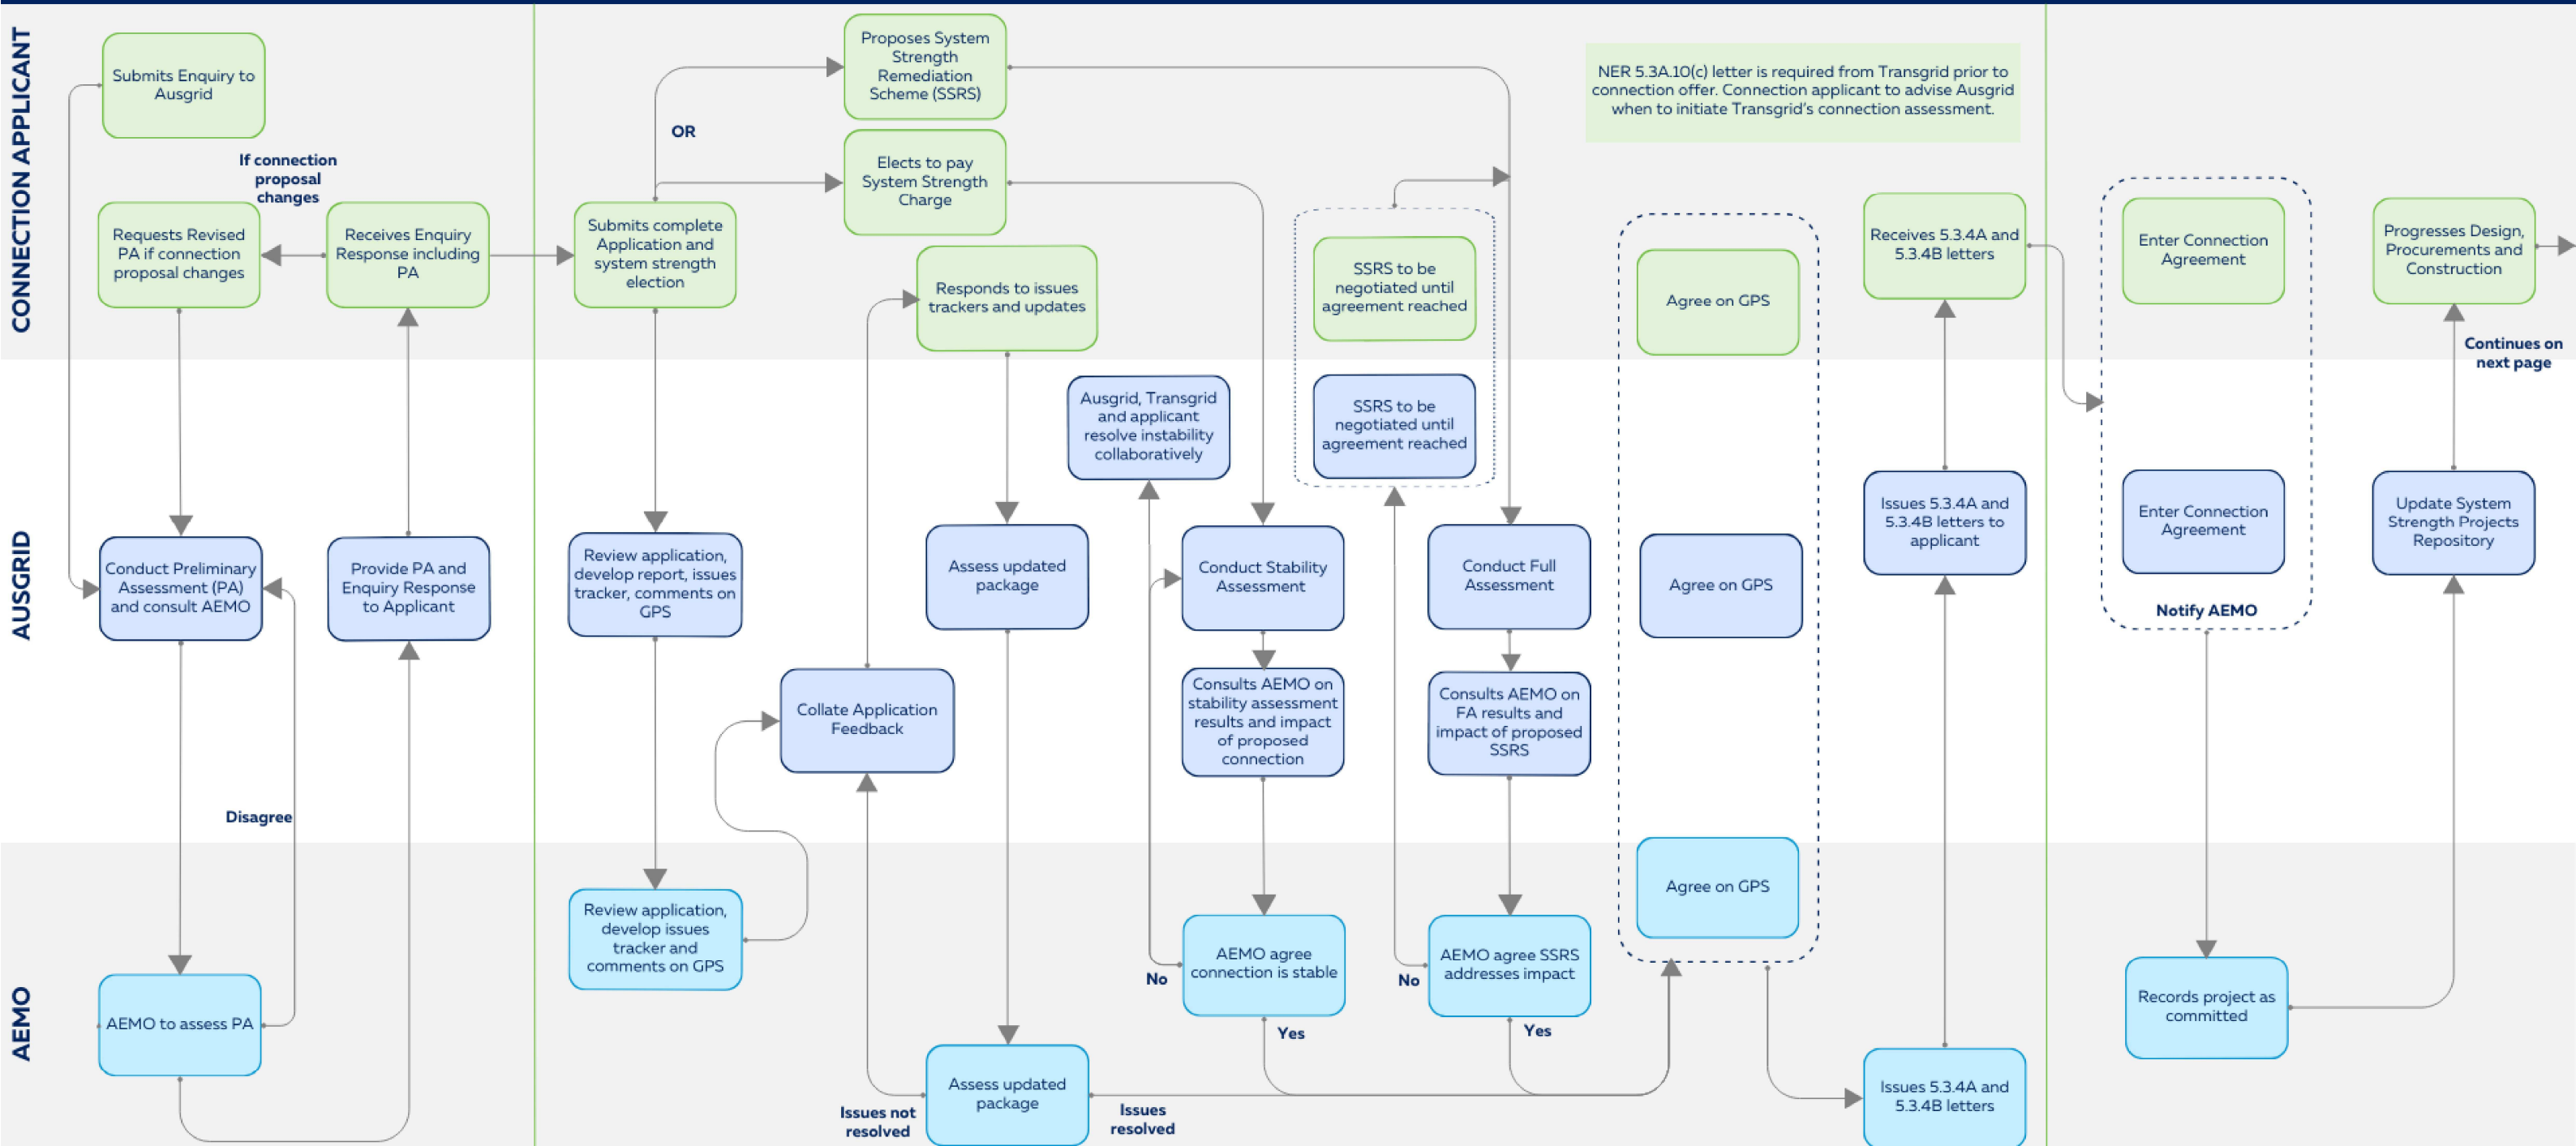 CONNECTION APPLICANT
Submits Enquiry to
Ausgrid
If connection
proposal
changes
Requests Revised
PA if connection
proposal changes
Receives Enquiry
Response including
PA
Submits complete
Application and
system strength
election
OR
Proposes System
Strength
Remediation
Scheme (SSRS)
Elects to pay
System Strength
Charge
Responds to issues
trackers and updates
SSRS to be
negotiated until
agreement reached
NER 5.3A.10(c) letter is required from Transgrid prior to
connection offer. Connection applicant to advise Ausgrid
when to initiate Transgrid's connection assessment.
Agree on GPS
Receives 5.3.4A and
5.3.4B letters
Enter Connection
Agreement
Progresses Design,
Procurements and
Construction
Continues on
next page
AUSGRID
Conduct Preliminary
Assessment (PA)
and consult AEMO
Provide PA and
Enquiry Response
to Applicant
Disagree
Review application,
develop report, issues
tracker, comments on
GPS
Collate Application
Feedback
Assess updated
package
Ausgrid, Transgrid
and applicant
resolve instability
collaboratively
Conduct Stability
Assessment
Consults AEMO on
stability assessment
results and impact
of proposed
connection
SSRS to be
negotiated until
agreement reached
Conduct Full
Assessment
Consults AEMO on
FA results and
impact of proposed
SSRS
Agree on GPS
Issues 5.3.4A and
5.3.4B letters to
applicant
Enter Connection
Agreement
Notify AEMO
Update System
Strength Projects
Repository
AEMO
AEMO to assess PA
Review application,
develop issues
tracker and
comments on GPS
Issues not
resolved
Assess updated
package
Issues
resolved
No
AEMO agree
connection is stable
Yes
No
AEMO agree SSRS
addresses impact
Yes
Agree on GPS
Issues 5.3.4A and
5.3.4B letters
Records project as
committed